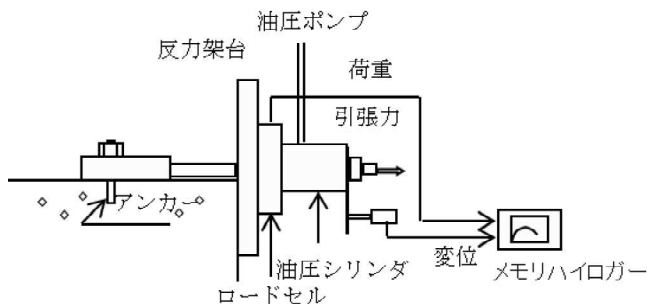 油圧ポンプ
反力架台
荷重
引張力
アンカー
油圧シリンダ
変位
メモリハイロガー
ロードセル